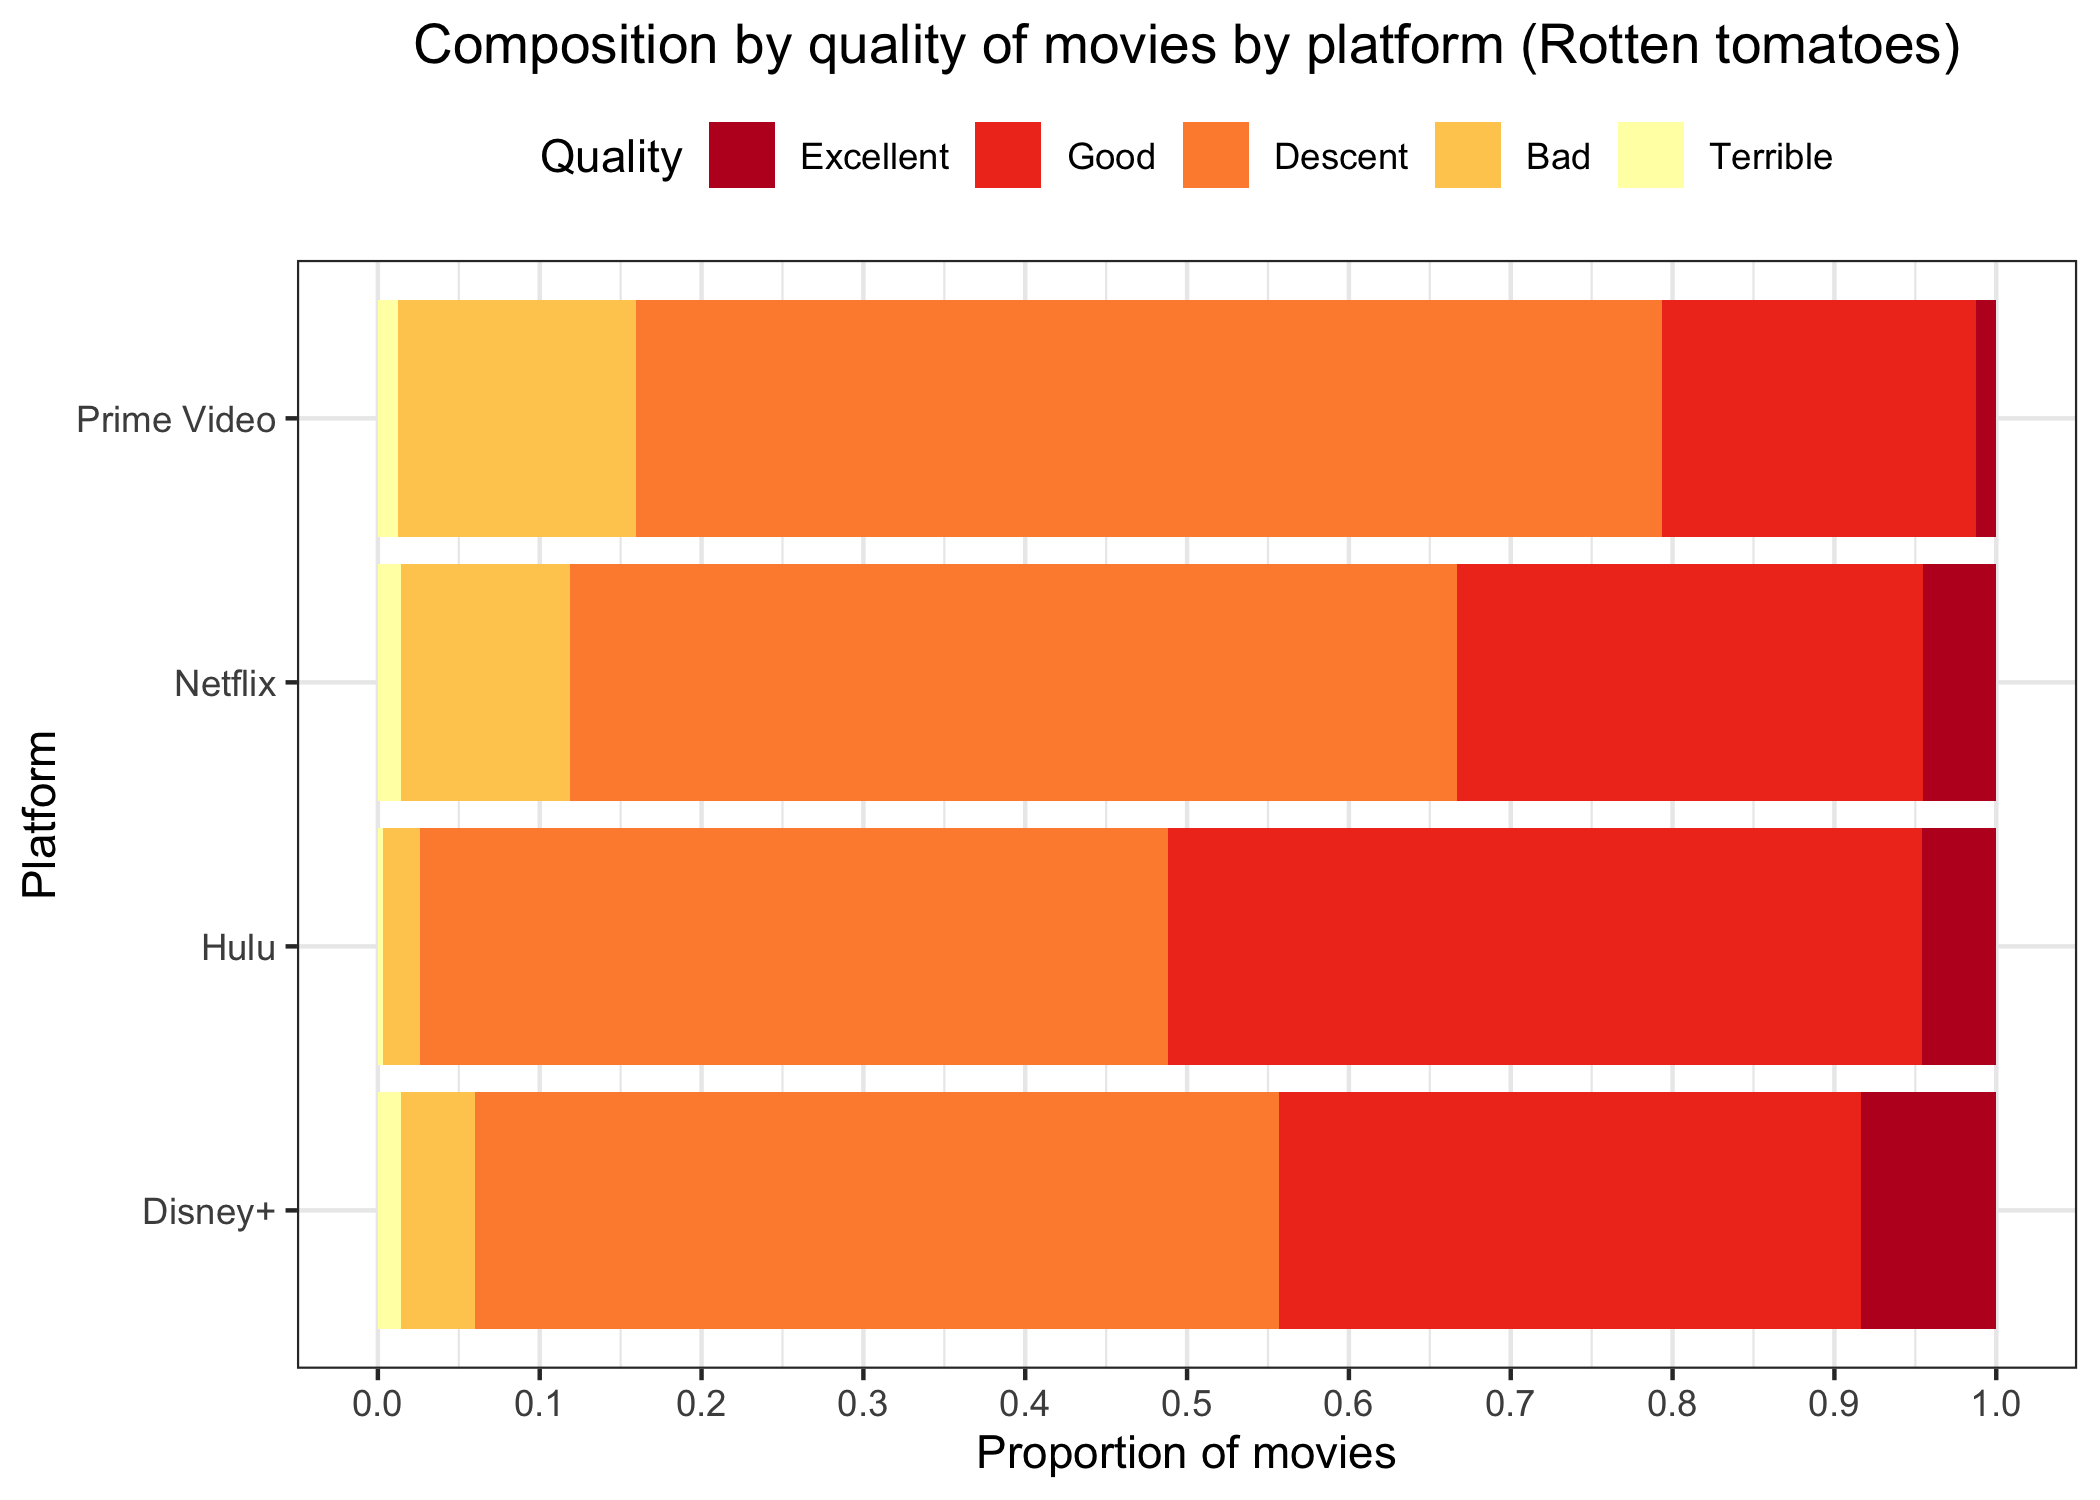 Composition by quality of movies by platform (Rotten tomatoes)
Quality Excellent Good Descent Bad Terrible
Prime Video
Netflix
Hulu
Disney+
Platform
0.0 0.1 0.2 0.3 0.4 0.5 0.6 0.7 0.8 0.9 1.0
Proportion of movies